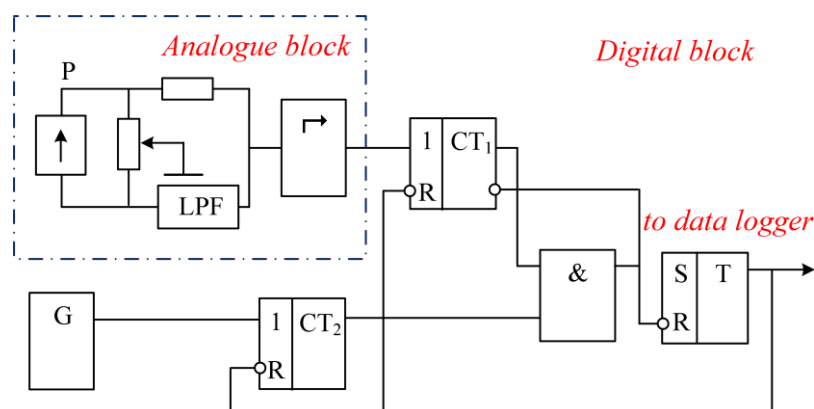 Analogue block
Digital block
P
1 CT₁
R
LPF
to data logger
&
S T
R
G
1 CT₂
R